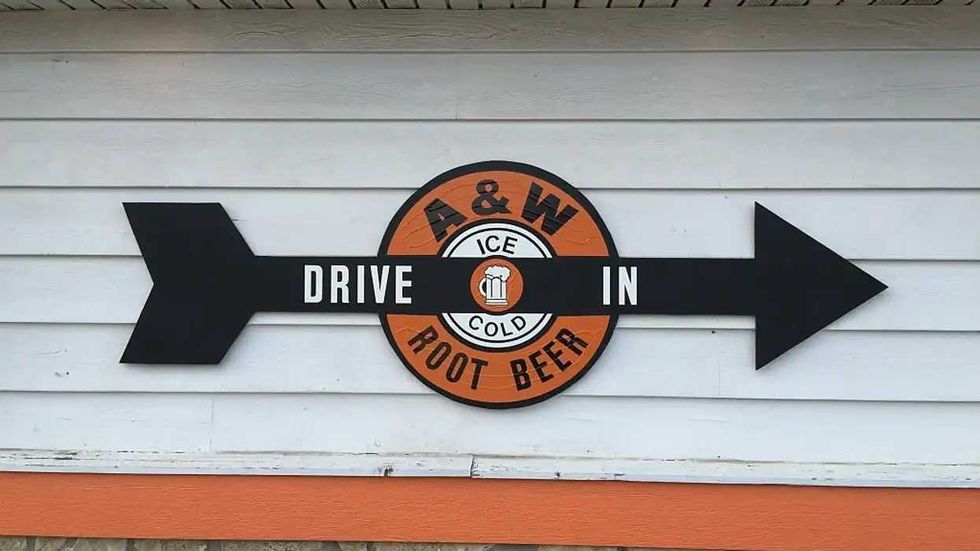 A&W
ICE
DRIVE IN
COLD
ROOT BEER